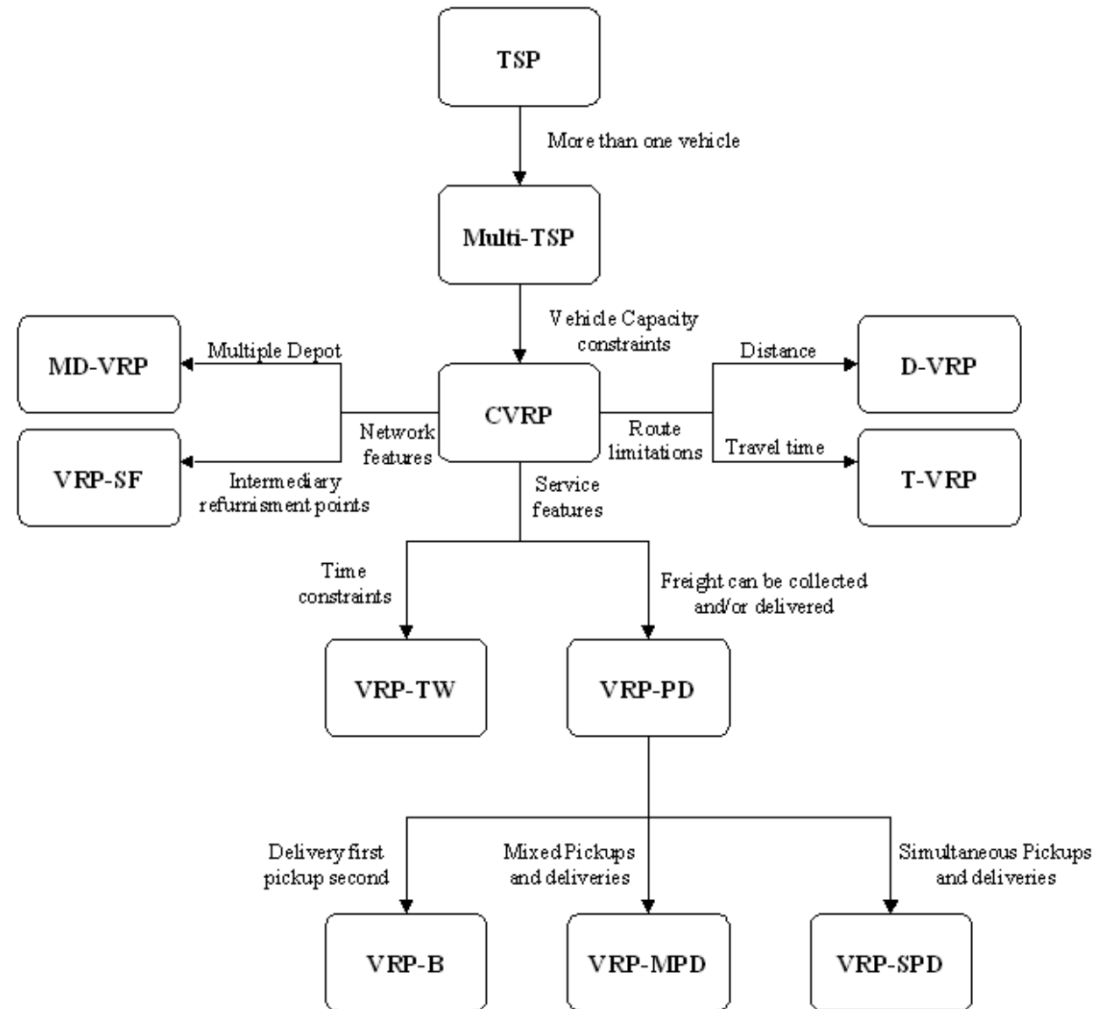 TSP
More than one vehicle
Multi-TSP
Vehicle Capacity
constraints
MD-VRP
Multiple Depot
Distance
D-VRP
CVRP
Network
features
Route
limitations
VRP-SF
Intermediary
refurnisment points
Travel time
T-VRP
Service
features
Time
constraints
Freight can be collected
and/or delivered
VRP-TW
VRP-PD
Delivery first
pickup second
Mixed Pickups
and deliveries
Simultaneous Pickups
and deliveries
VRP-B
VRP-MPD
VRP-SPD